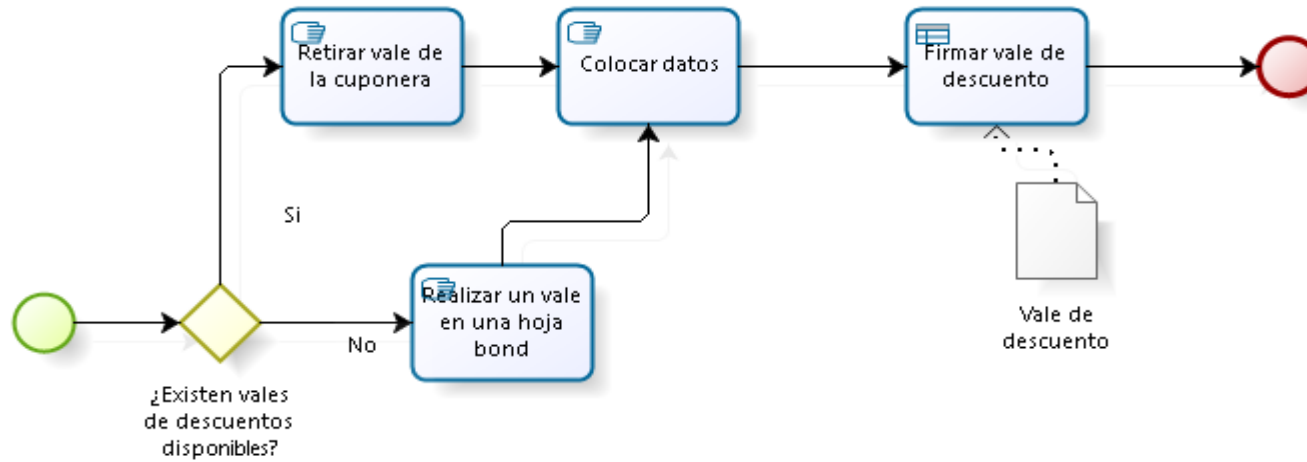 Retirar vale de
la cuponera
Colocar datos
Firmar vale de
descuento
Si
Realizar un vale
en una hoja
bond
No
Vale de
descuento
¿Existen vales
de descuentos
disponibles?